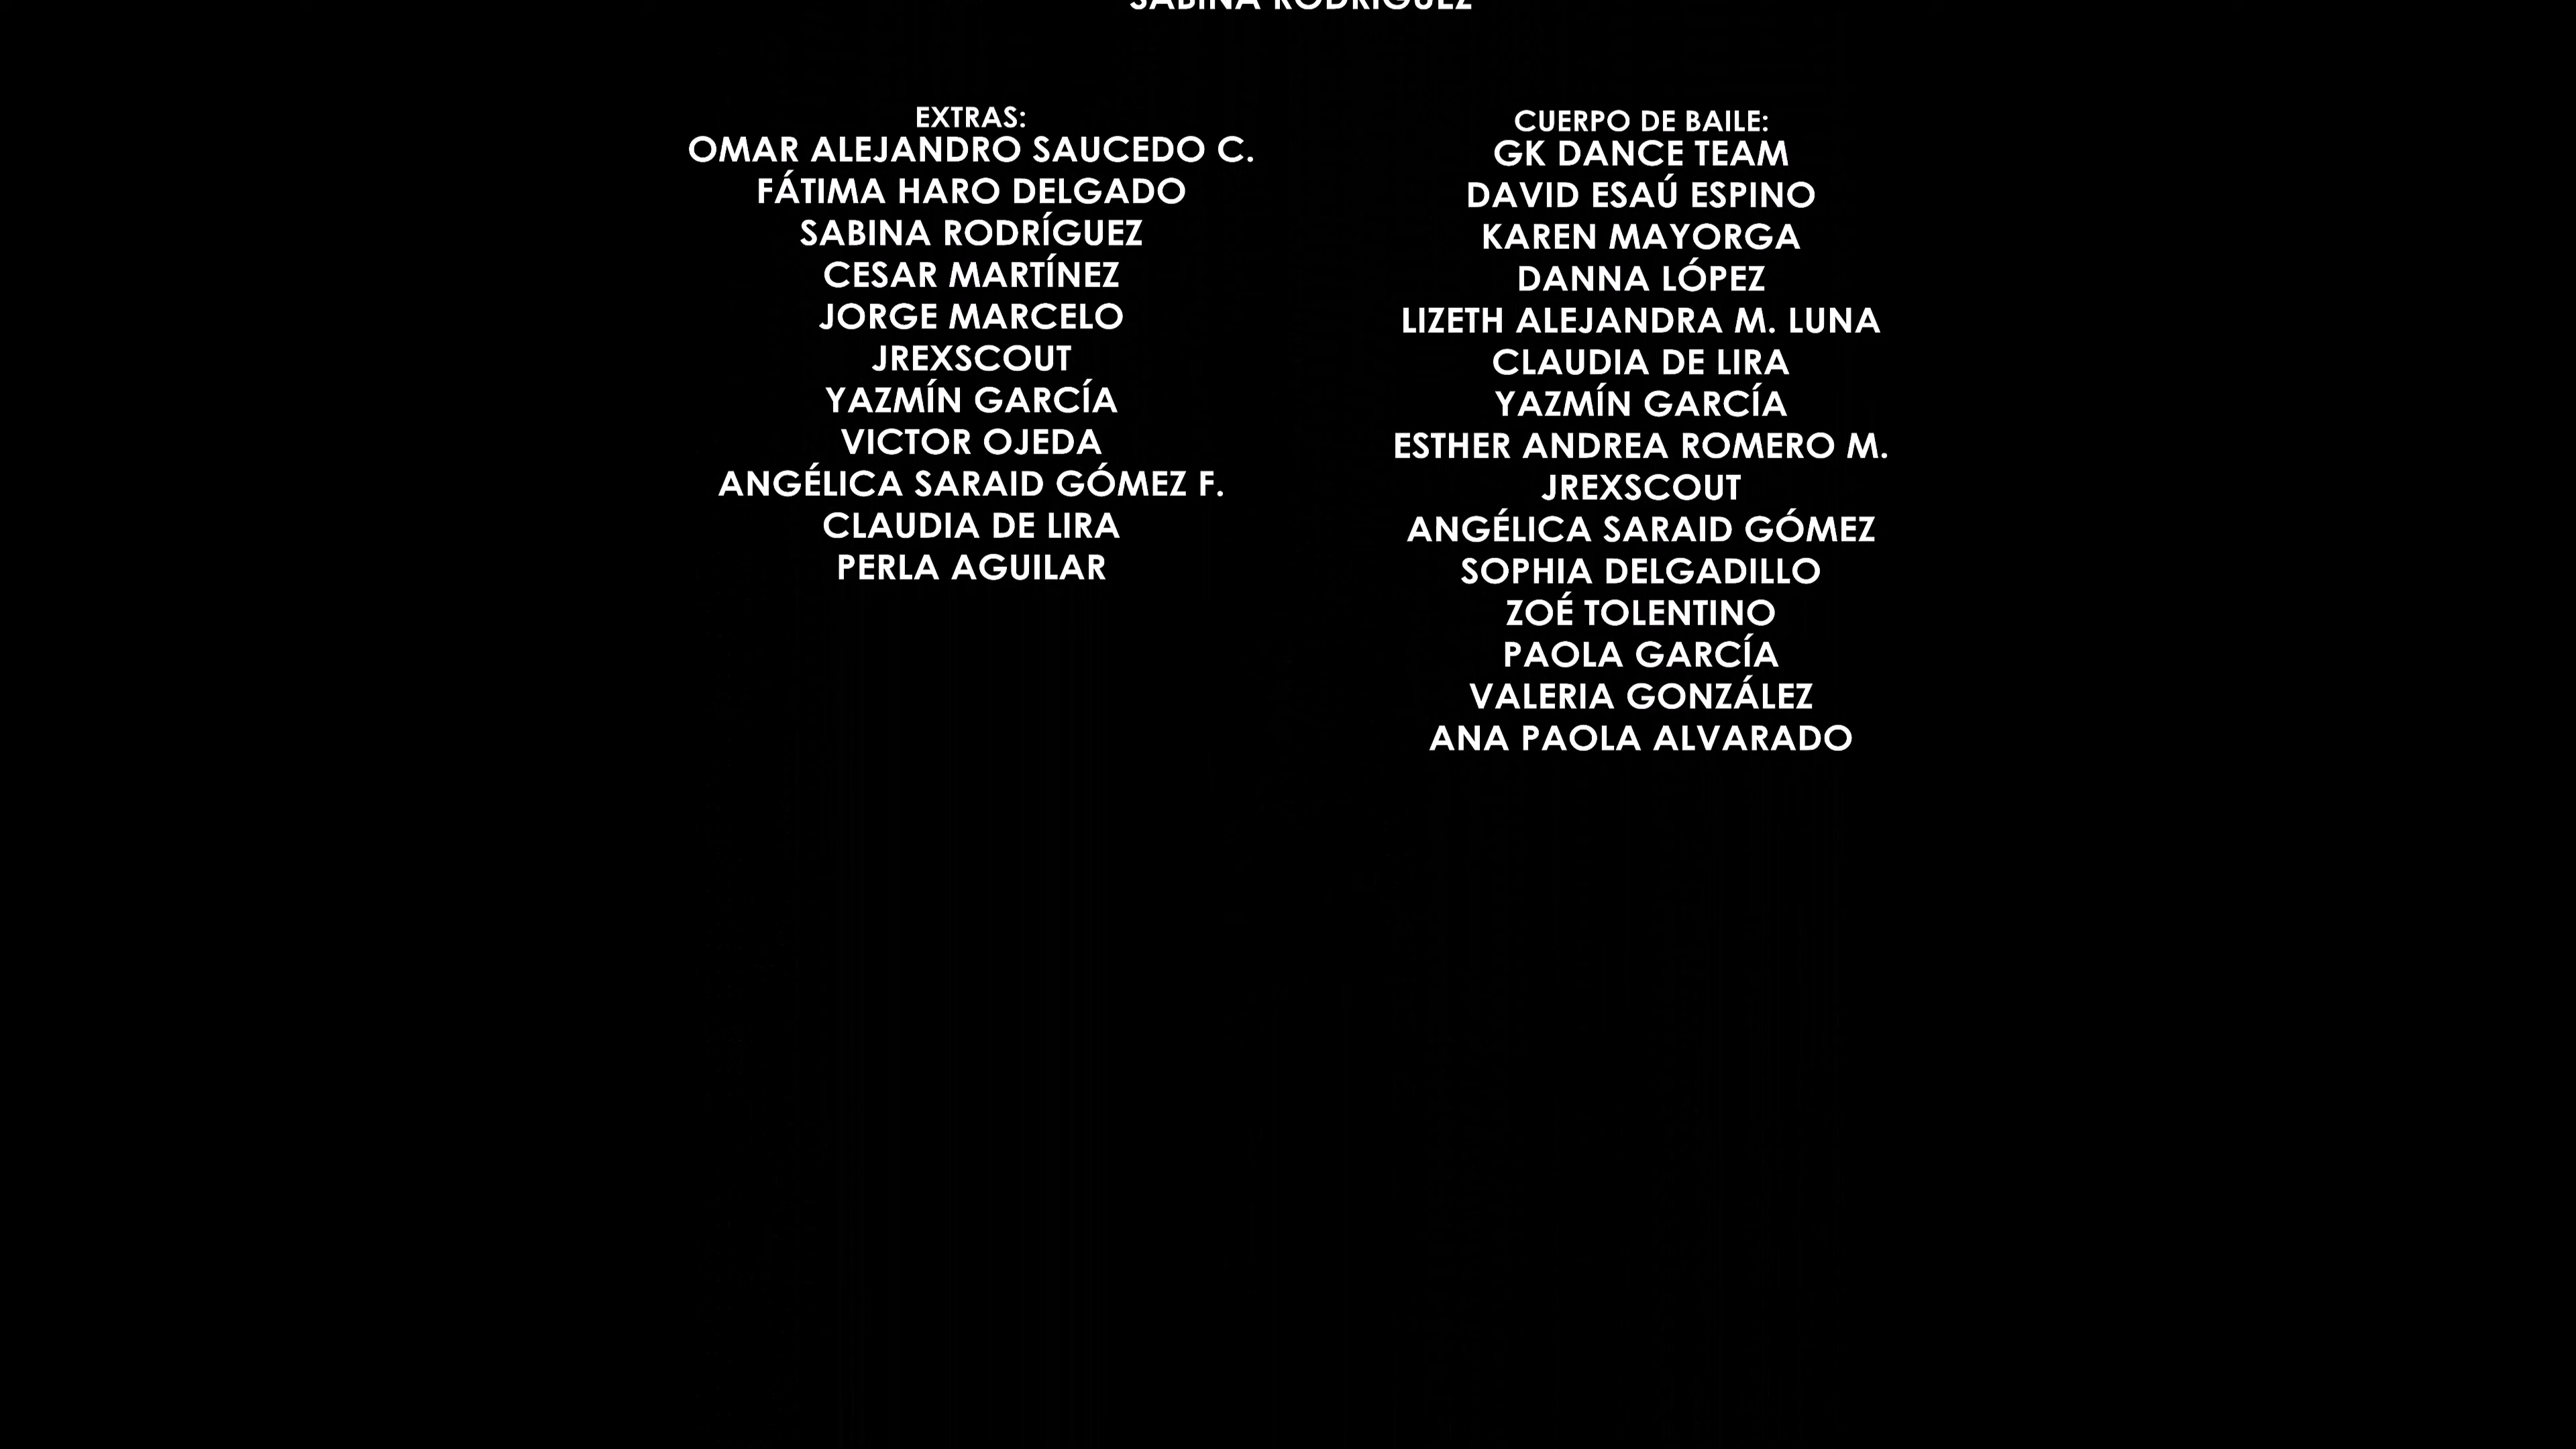 SABINA RODRÍGUEZ
EXTRAS:
OMAR ALEJANDRO SAUCEDO C.
FÁTIMA HARO DELGADO
SABINA RODRÍGUEZ
CESAR MARTÍNEZ
JORGE MARCELO
JREXSCOUT
YAZMÍN GARCÍA
VICTOR OJEDA
ANGÉLICA SARAID GÓMEZ F.
CLAUDIA DE LIRA
PERLA AGUILAR
CUERPO DE BAILE:
GK DANCE TEAM
DAVID ESAÚ ESPINO
KAREN MAYORGA
DANNA LÓPEZ
LIZETH ALEJANDRA M. LUNA
CLAUDIA DE LIRA
YAZMÍN GARCÍA
ESTHER ANDREA ROMERO M.
JREXSCOUT
ANGÉLICA SARAID GÓMEZ
SOPHIA DELGADILLO
ZOÉ TOLENTINO
PAOLA GARCÍA
VALERIA GONZÁLEZ
ANA PAOLA ALVARADO